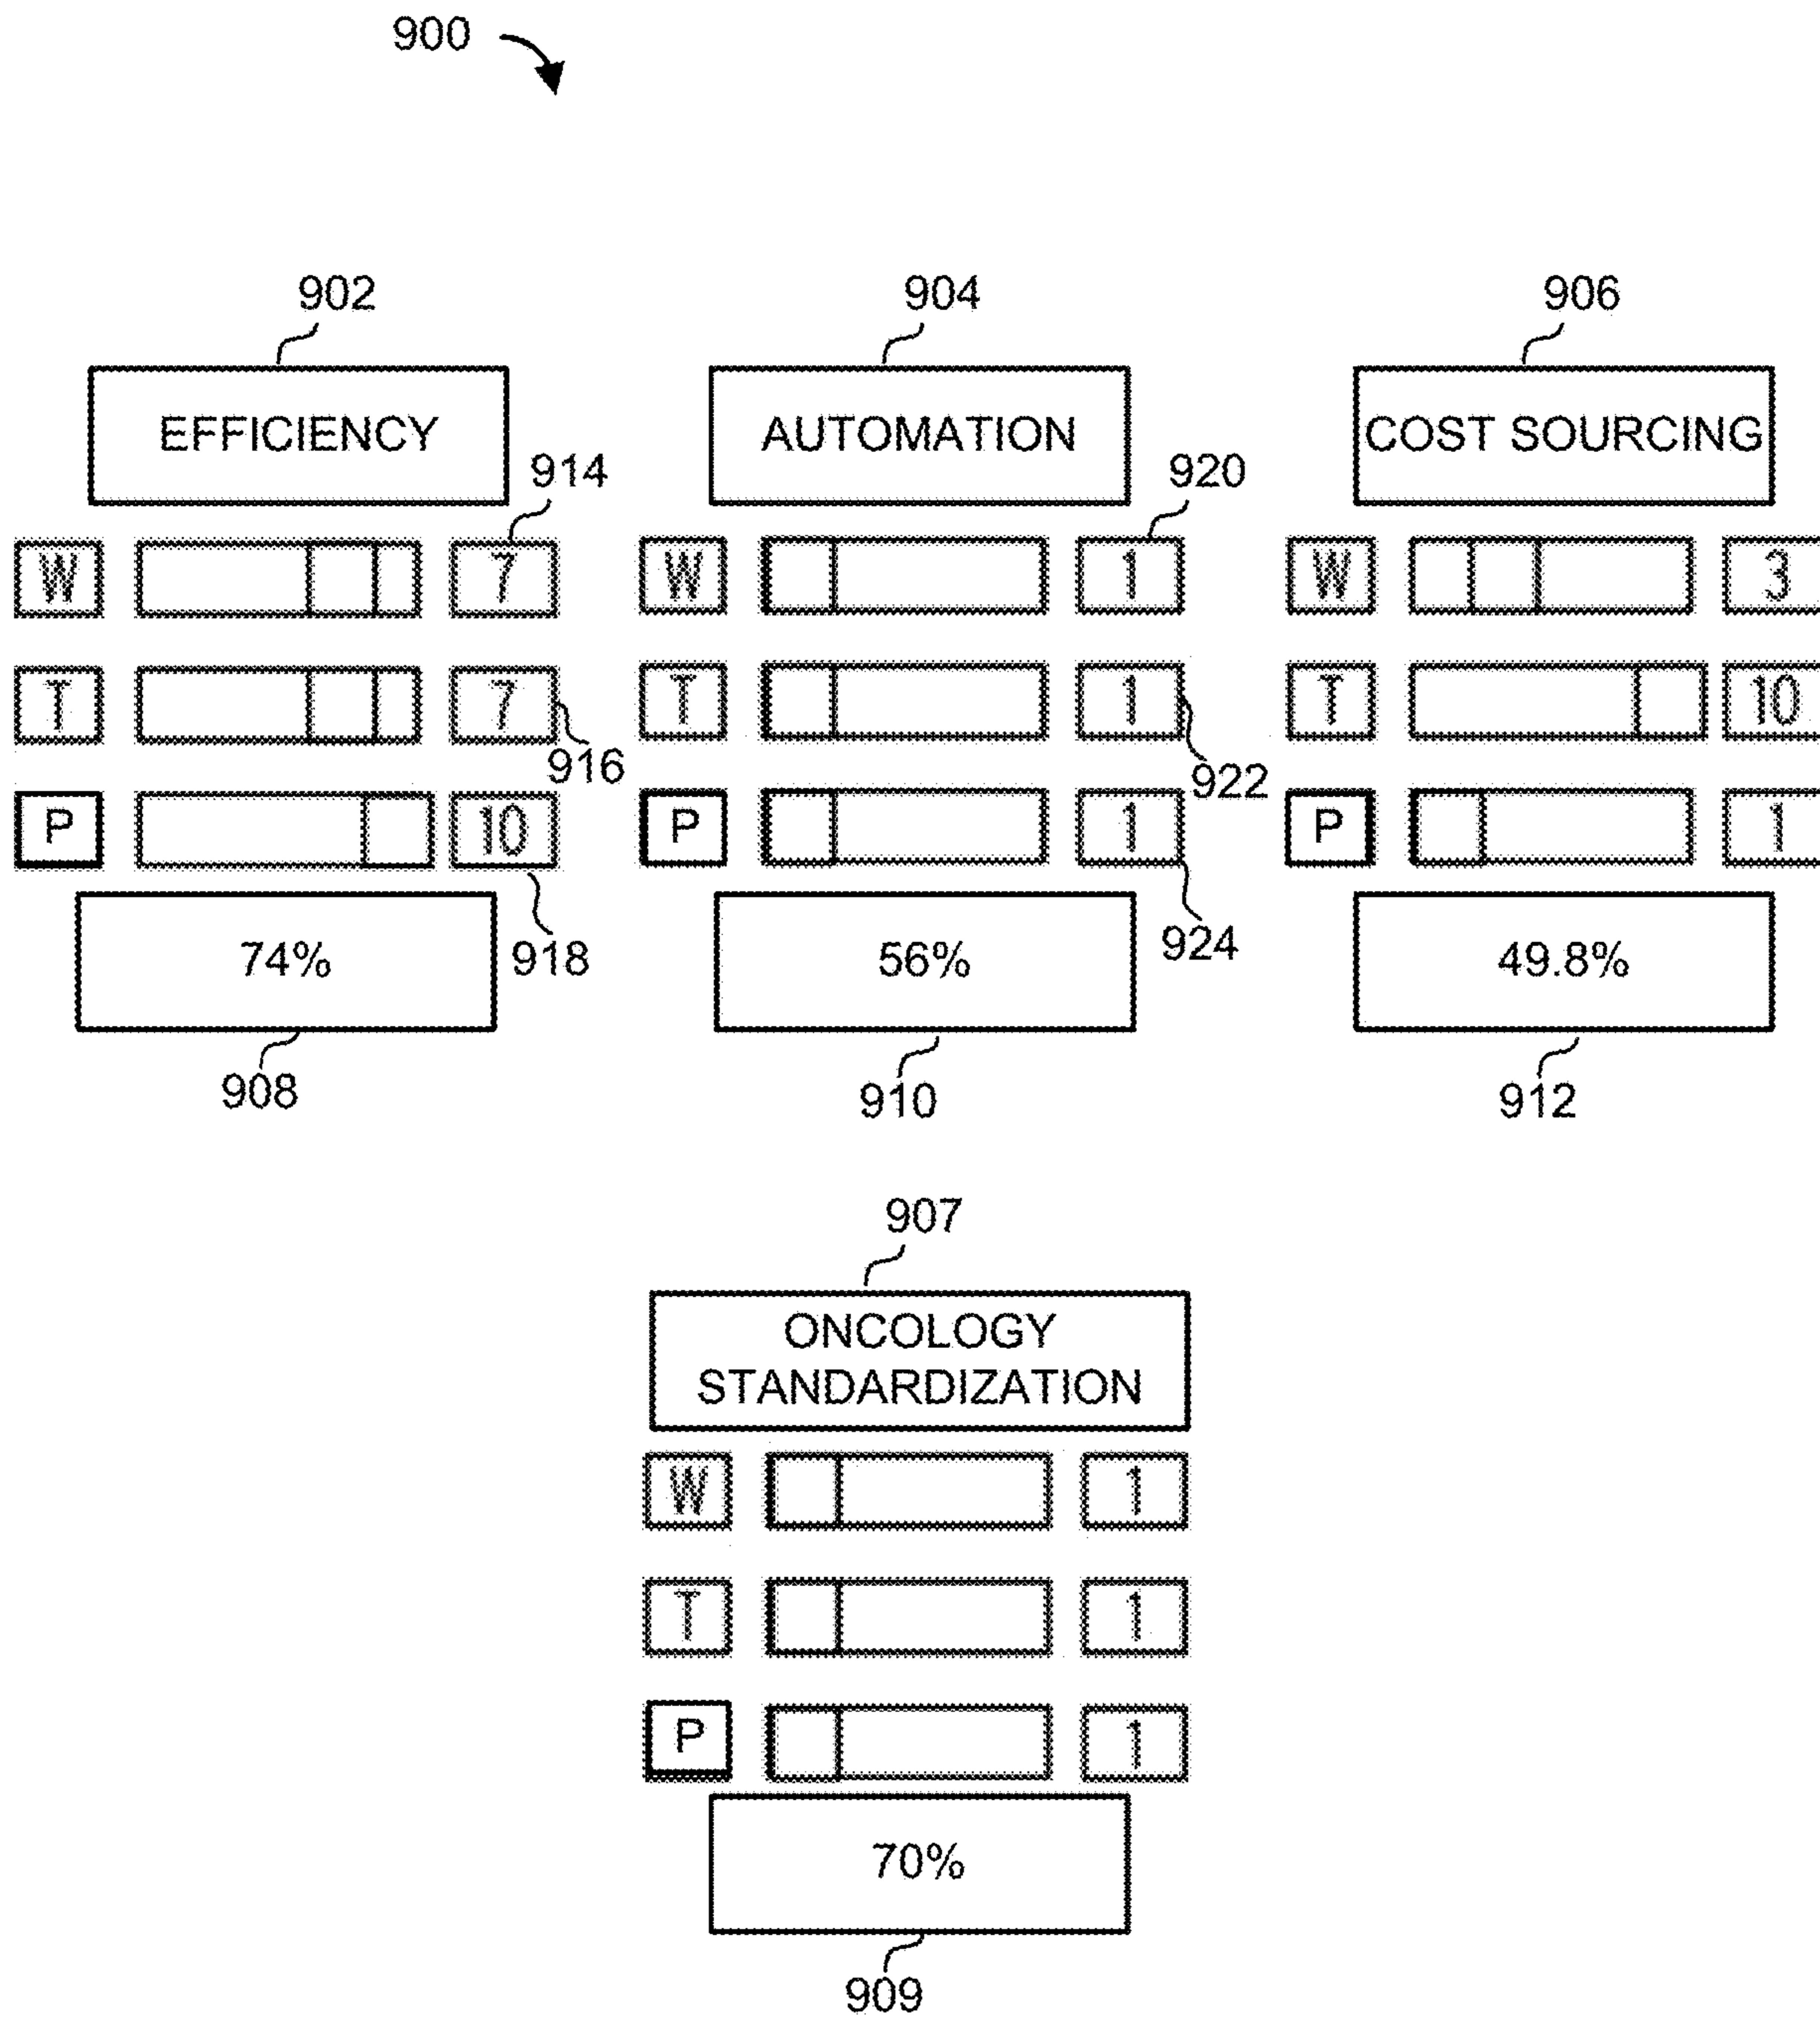 900
902 904 906
EFFICIENCY AUTOMATION COST SOURCING
914 920
W 7 W 1 W 3
T 7 T 1 T 10
916 922
P 10 P 1 P 1
918 924
74% 56% 49.8%
908 910 912
907
ONCOLOGY
STANDARDIZATION
W 1
T 1
P 1
70%
909